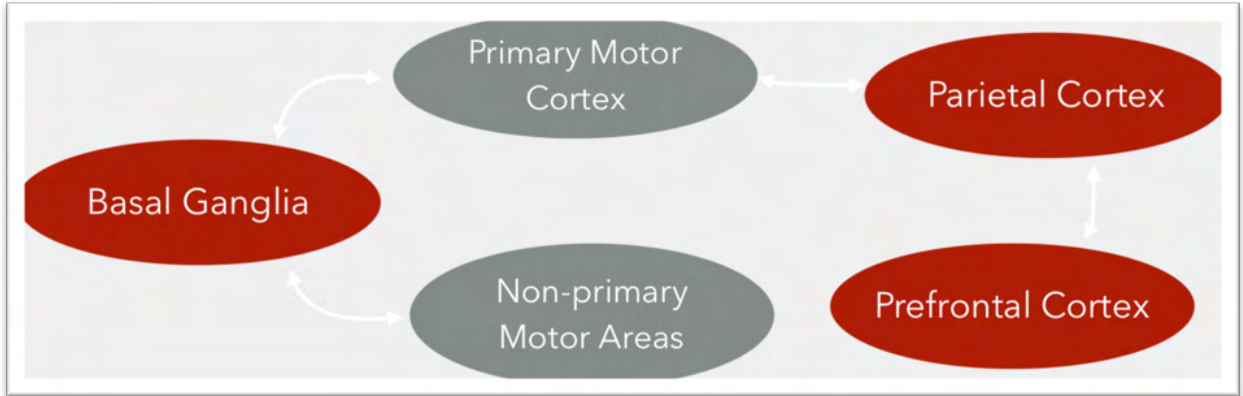 Primary Motor
Cortex
Parietal Cortex
Basal Ganglia
Non-primary
Motor Areas
Prefrontal Cortex